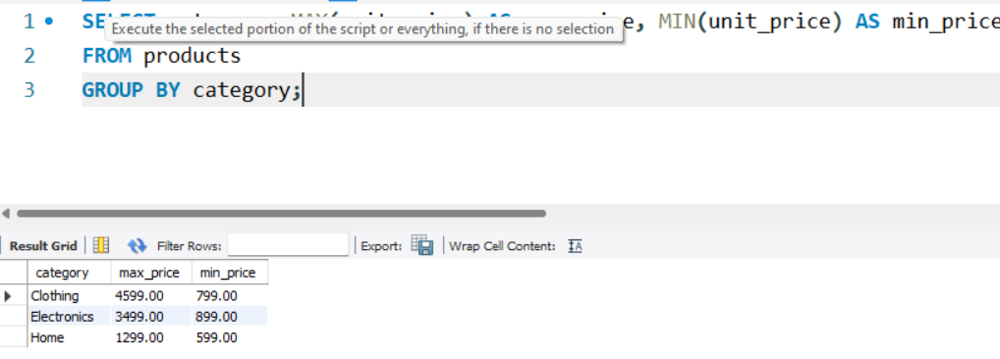 1 SE
Execute the selected portion of the script or everything, if there is no selection
, MIN(unit_price) AS min_price
2 FROM products
3 GROUP BY category;
Result Grid Filter Rows: Export: Wrap Cell Content: IA
category max_price min_price
Clothing 4599.00 799.00
Electronics 3499.00 899.00
Home 1299.00 599.00